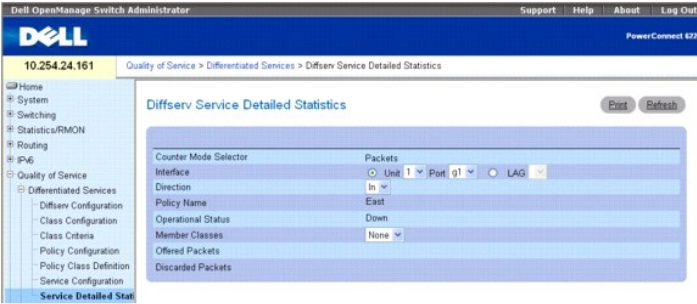 Dell OpenManage Switch Administrator Support Help About Log Out
DELL
PowerConnect 622
10.254.24.161 Quality of Service > Differentiated Services > Diffserv Service Detailed Statistics
Home
System
Switching
Statistics/RMON
Routing
IPv6
Quality of Service
Differentiated Services
Diffserv Configuration
Class Configuration
Class Criteria
Policy Configuration
Policy Class Definition
Service Configuration
Service Detailed Stati
Diffserv Service Detailed Statistics Print Refresh
Counter Mode Selector Packets
Interface Unit 1 Port g1 LAG
Direction In
Policy Name East
Operational Status Down
Member Classes None
Offered Packets
Discarded Packets